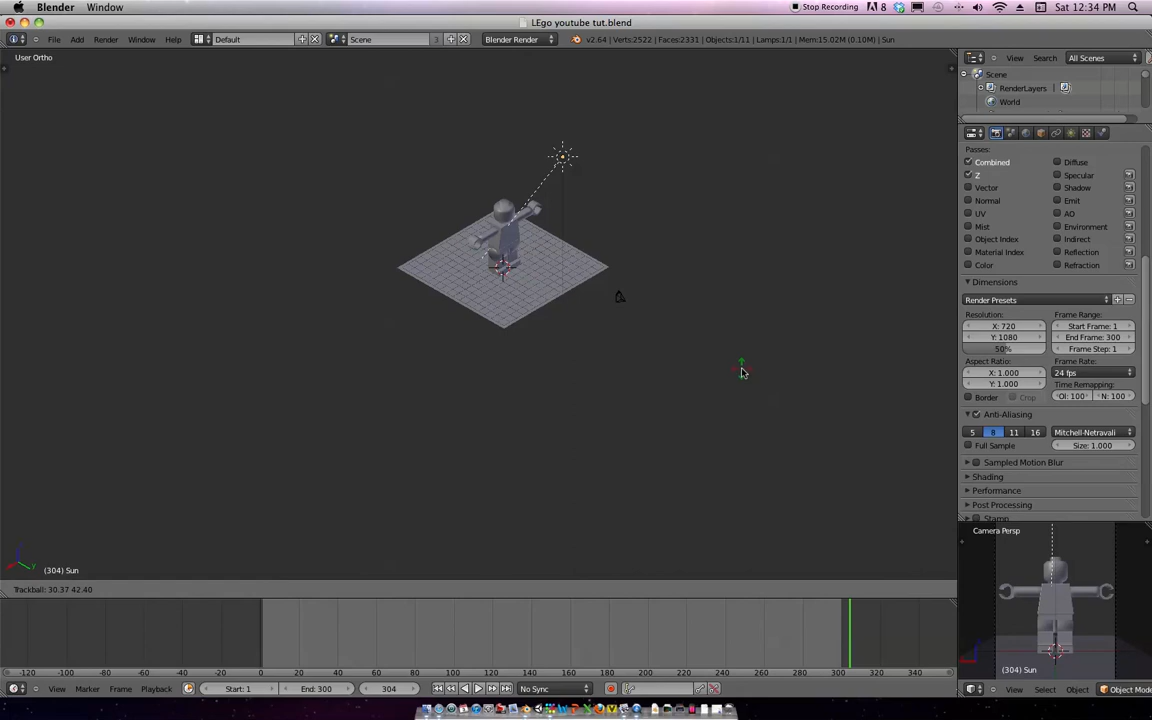 Blender Window Stop Recording 8 Sat 12:34 PM
LEgo youtube tut.blend
File Add Render Window Help Default Scene 3 Blender Render v2.64 | Verts:2522 | Faces:2331 | Objects:1/11 | Lamps:1/1 | Mem:15.02M (0.10M) | Sun
View Search All Scenes
User Ortho
Scene
RenderLayers
World
Passes:
Combined Diffuse
Z Specular
Vector Shadow
Normal Emit
UV AO
Mist Environment
Object Index Indirect
Material Index Reflection
Color Refraction
Dimensions
Render Presets
Resolution: Frame Range:
X: 720 Start Frame: 1
Y: 1080 End Frame: 300
50% Frame Step: 1
Aspect Ratio: Frame Rate:
X: 1.000 24 fps
Y: 1.000 Time Remapping:
Border Crop Ol: 100 N: 100
Anti-Aliasing
5 8 11 16 Mitchell-Netravali
Full Sample Size: 1.000
Sampled Motion Blur
Shading
Performance
Post Processing
Stamp
Camera Persp
(304) Sun
(304) Sun
Trackball: 30.37 42.40
-120 -100 -80 -60 -40 -20 0 20 40 60 80 100 120 140 160 180 200 220 240 260 280 300 320 340
View Marker Frame Playback Start: 1 End: 300 304 No Sync
View Select Object Object Mode